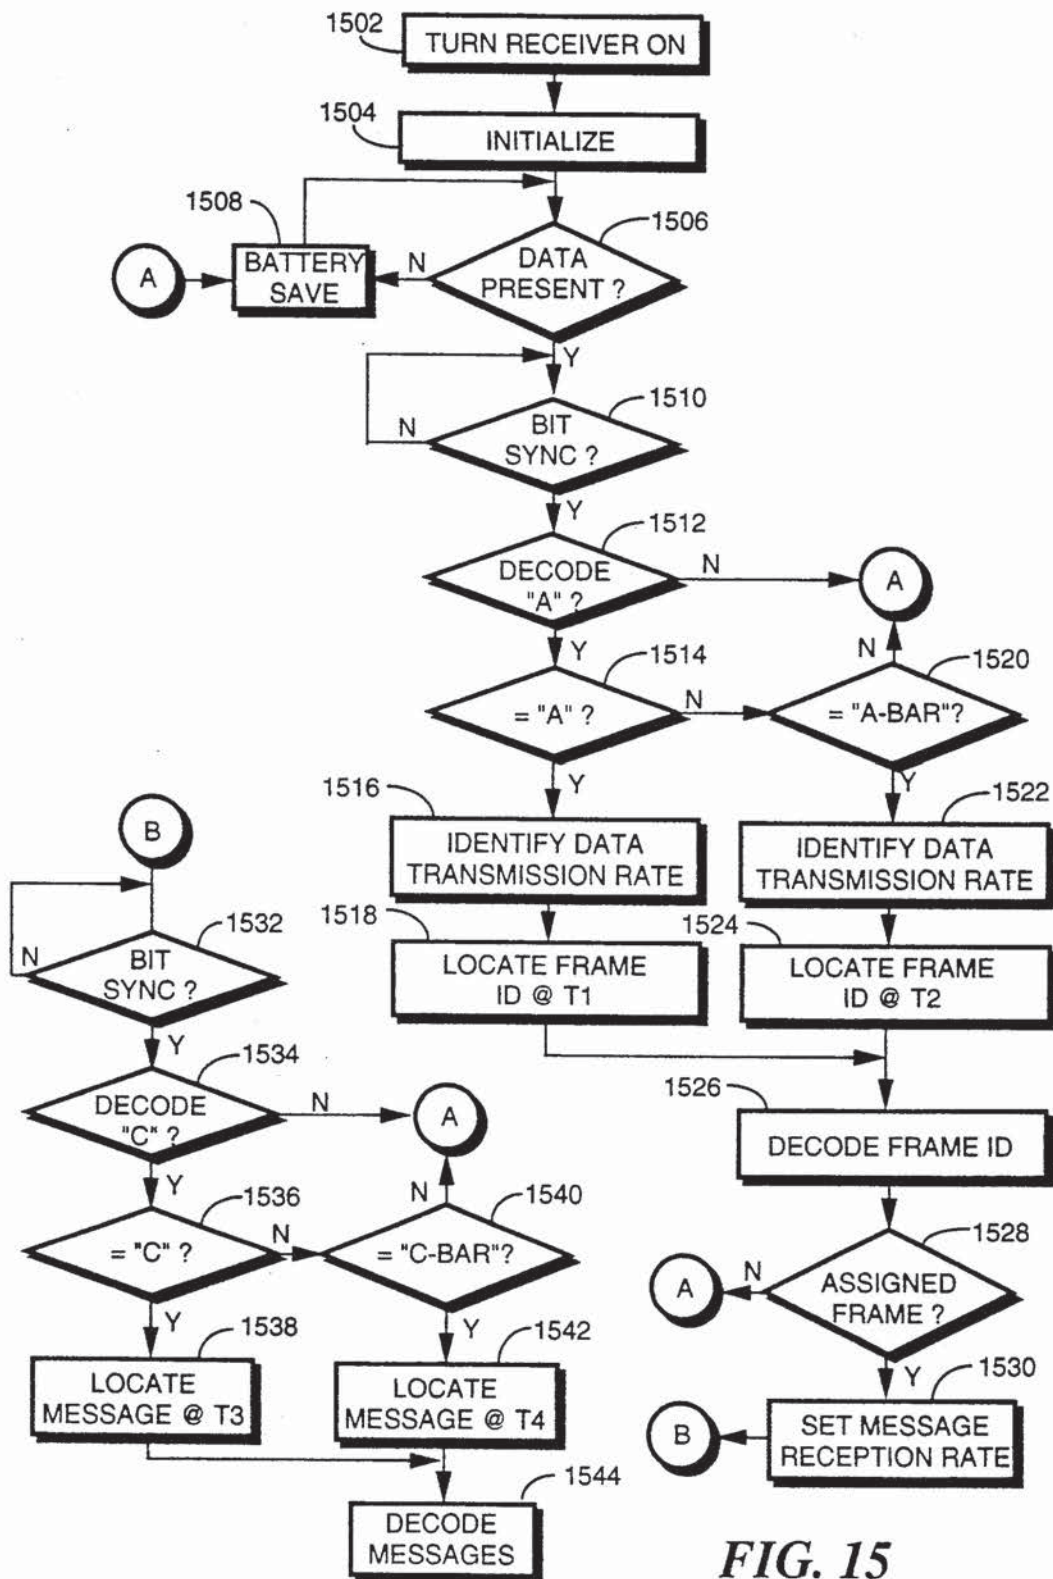 1502
TURN RECEIVER ON
1504
INITIALIZE
1508
1506
A
BATTERY
SAVE
N
DATA
PRESENT ?
Y
1510
N
BIT
SYNC ?
Y
1512
DECODE
"A" ?
N
A
Y
1514
N
1520
= "A" ?
N
= "A-BAR"?
Y
Y
1516
1522
IDENTIFY DATA
TRANSMISSION RATE
IDENTIFY DATA
TRANSMISSION RATE
1518
1524
LOCATE FRAME
ID @ T1
LOCATE FRAME
ID @ T2
B
1532
N
BIT
SYNC ?
Y
1534
DECODE
"C" ?
N
A
Y
1536
N
1540
= "C" ?
N
= "C-BAR"?
Y
Y
1538
1542
LOCATE
MESSAGE @ T3
LOCATE
MESSAGE @ T4
1544
DECODE
MESSAGES
1526
DECODE FRAME ID
1528
A
N
ASSIGNED
FRAME ?
Y
1530
B
SET MESSAGE
RECEPTION RATE
FIG. 15